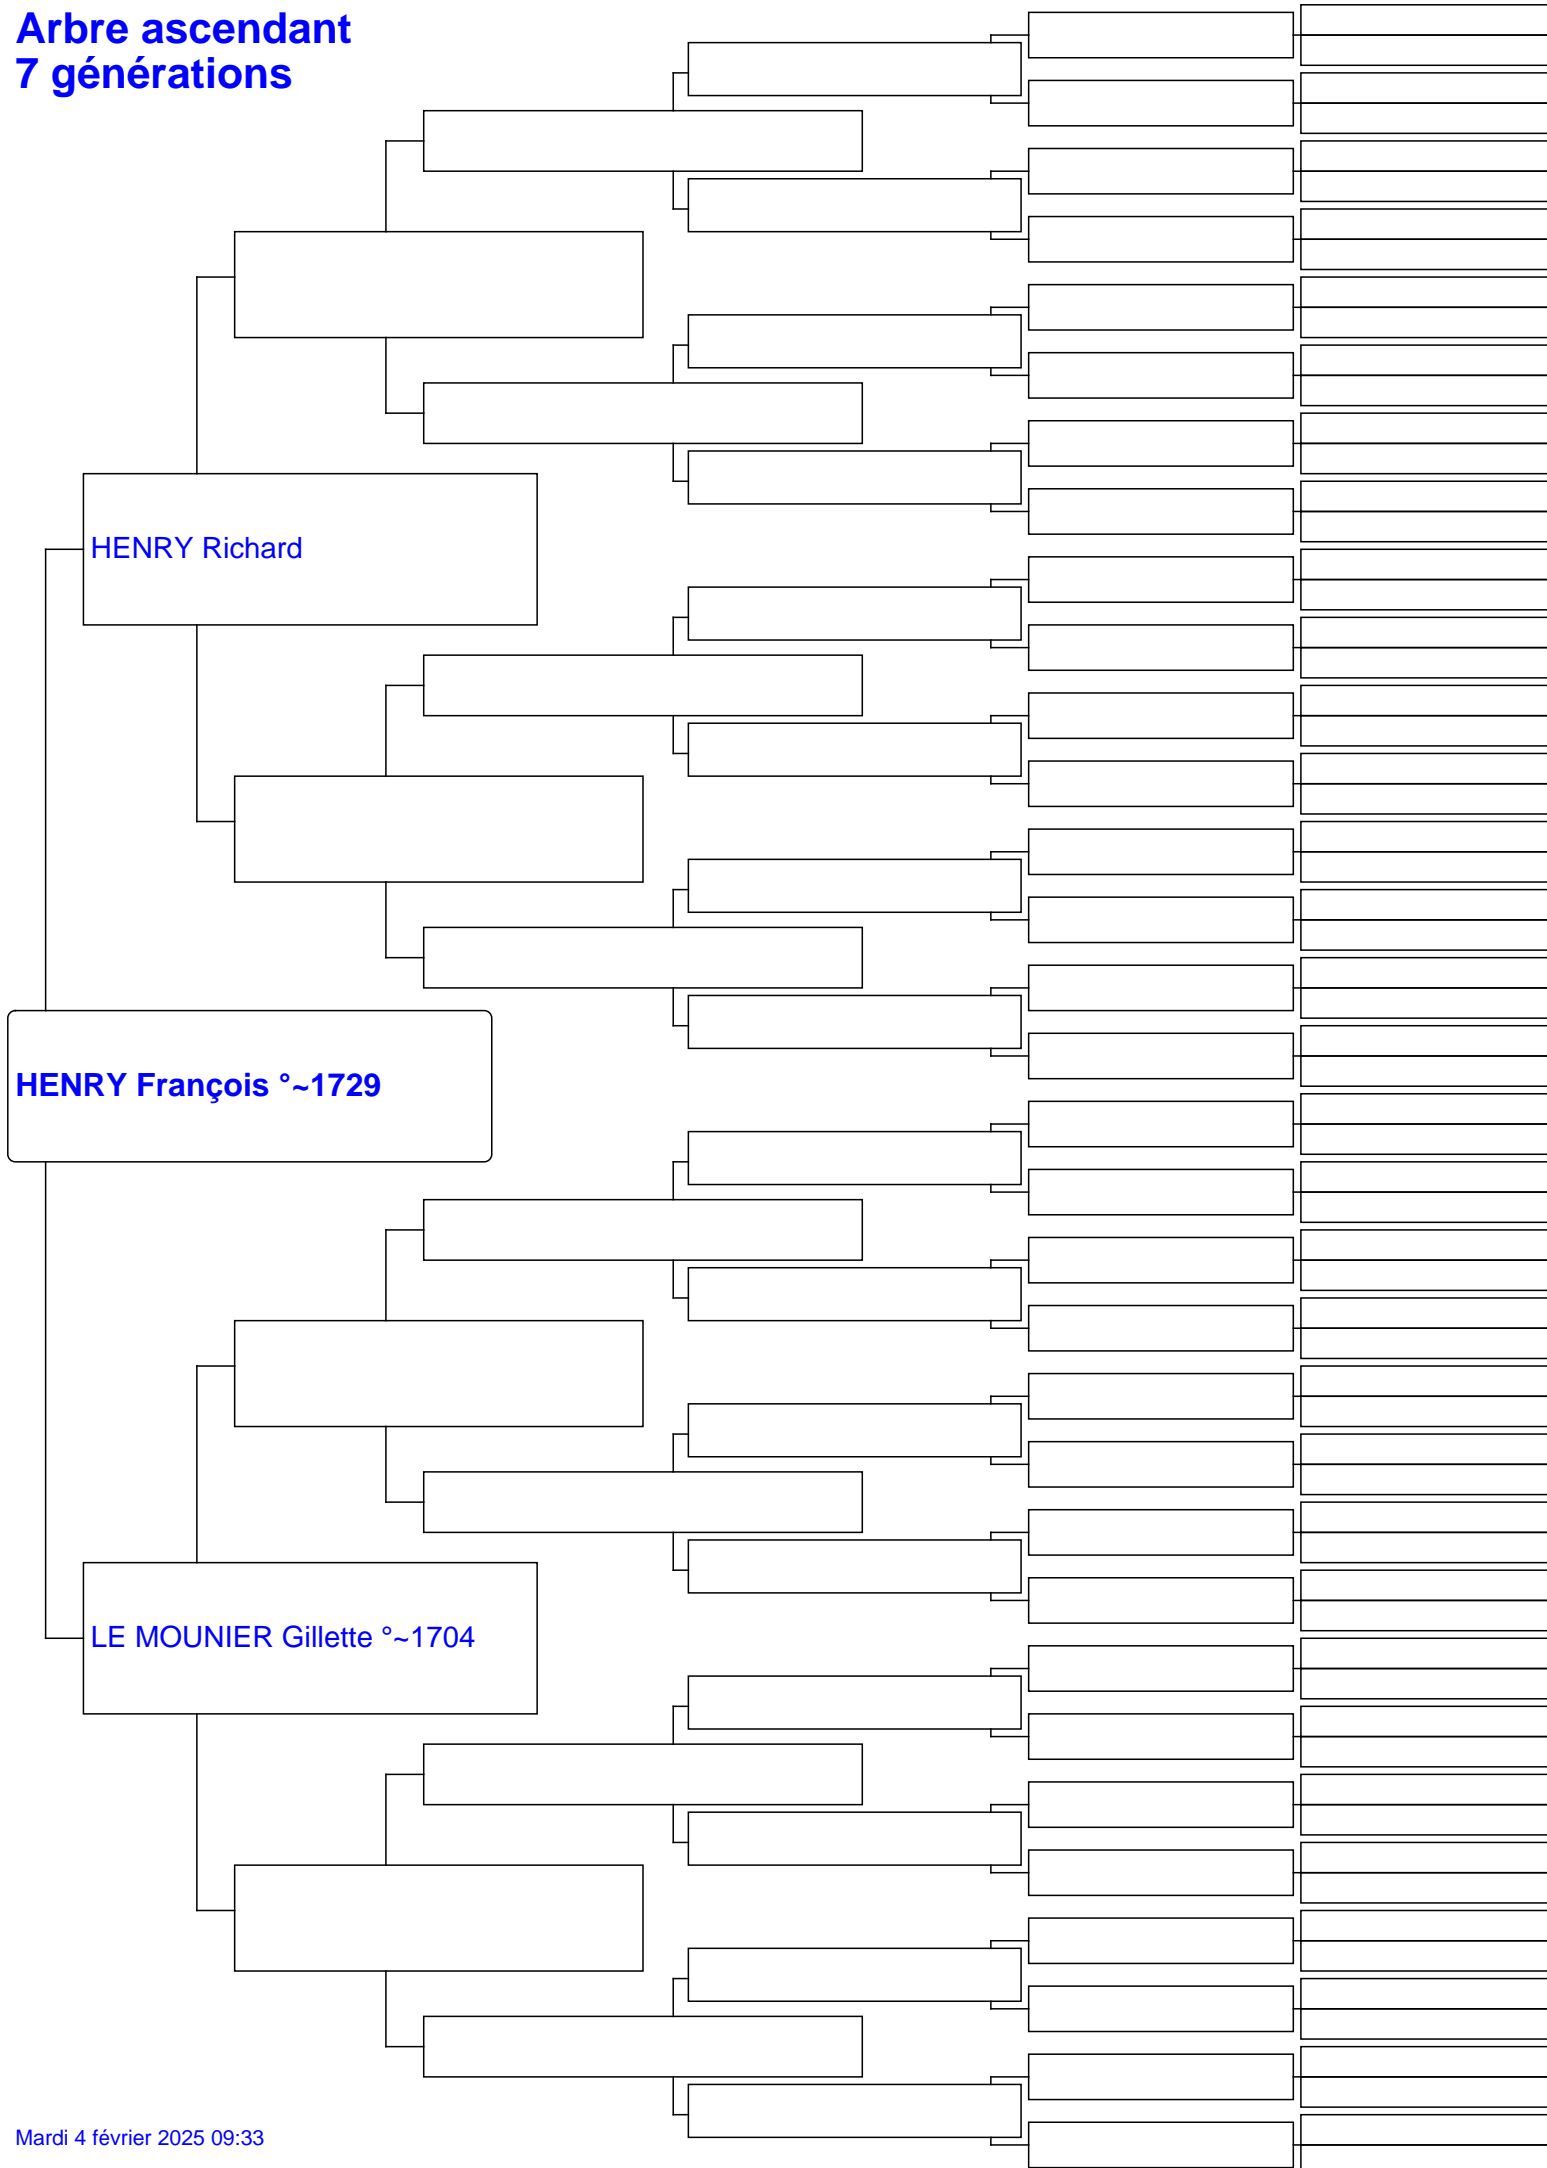 Arbre ascendant
7 générations
HENRY Richard
HENRY François °~1729
LE MOUNIER Gillette °~1704
Mardi 4 février 2025 09:33